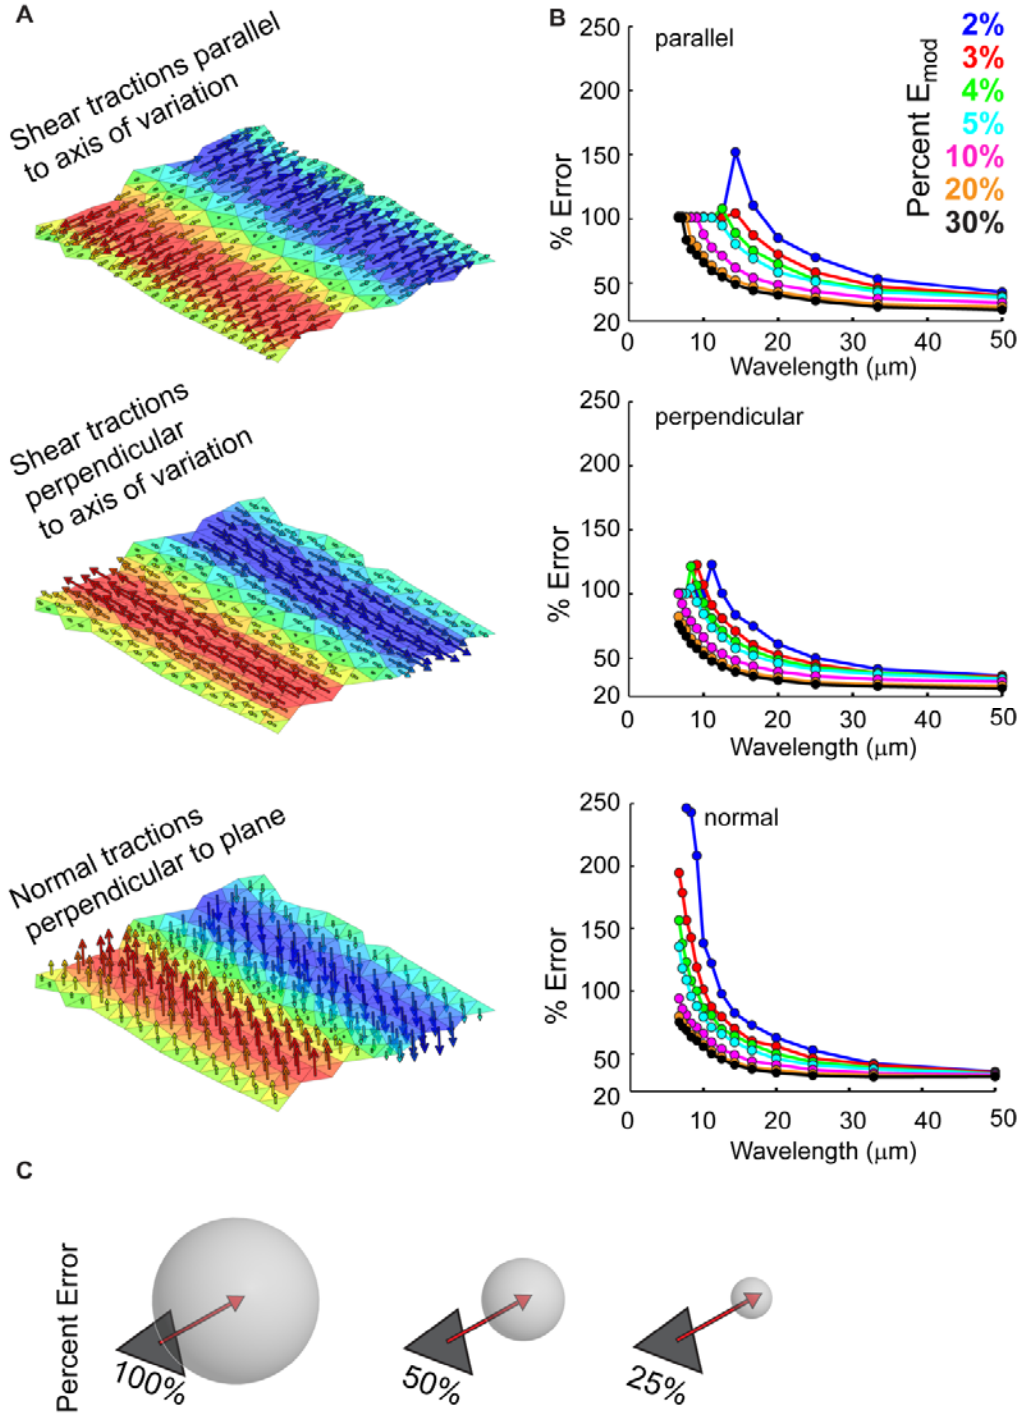 A
Shear tractions parallel
to axis of variation
B
250
200
150
100
50
20
% Error
parallel
0
10
20
30
40
50
Wavelength (μm)
Percent Emod
2%
3%
4%
5%
10%
20%
30%
Shear tractions
perpendicular
to axis of variation
250
200
150
100
50
20
% Error
perpendicular
0
10
20
30
40
50
Wavelength (μm)
Normal tractions
perpendicular to plane
250
200
150
100
50
20
% Error
normal
0
10
20
30
40
50
Wavelength (μm)
C
Percent Error
100%
50%
25%